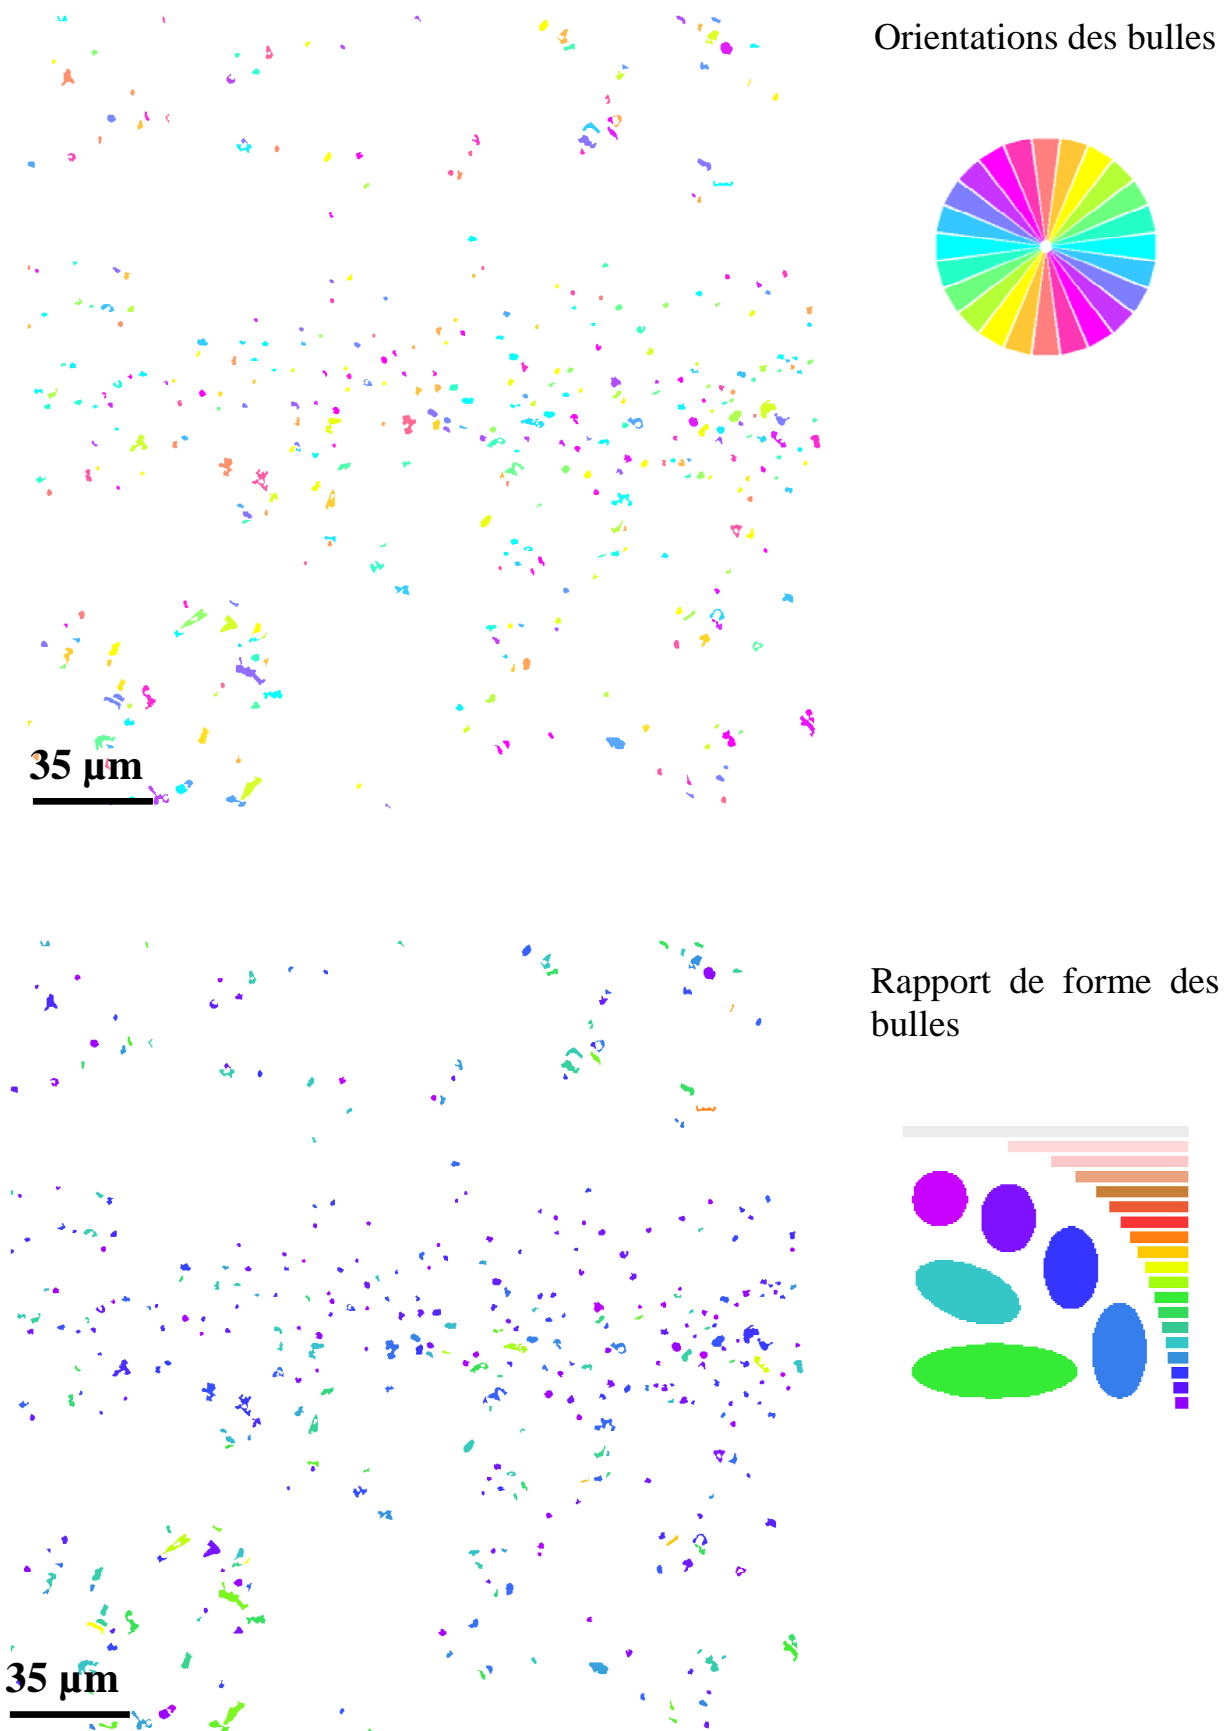 Orientations des bulles
35 µm
Rapport de forme des
bulles
35 µm